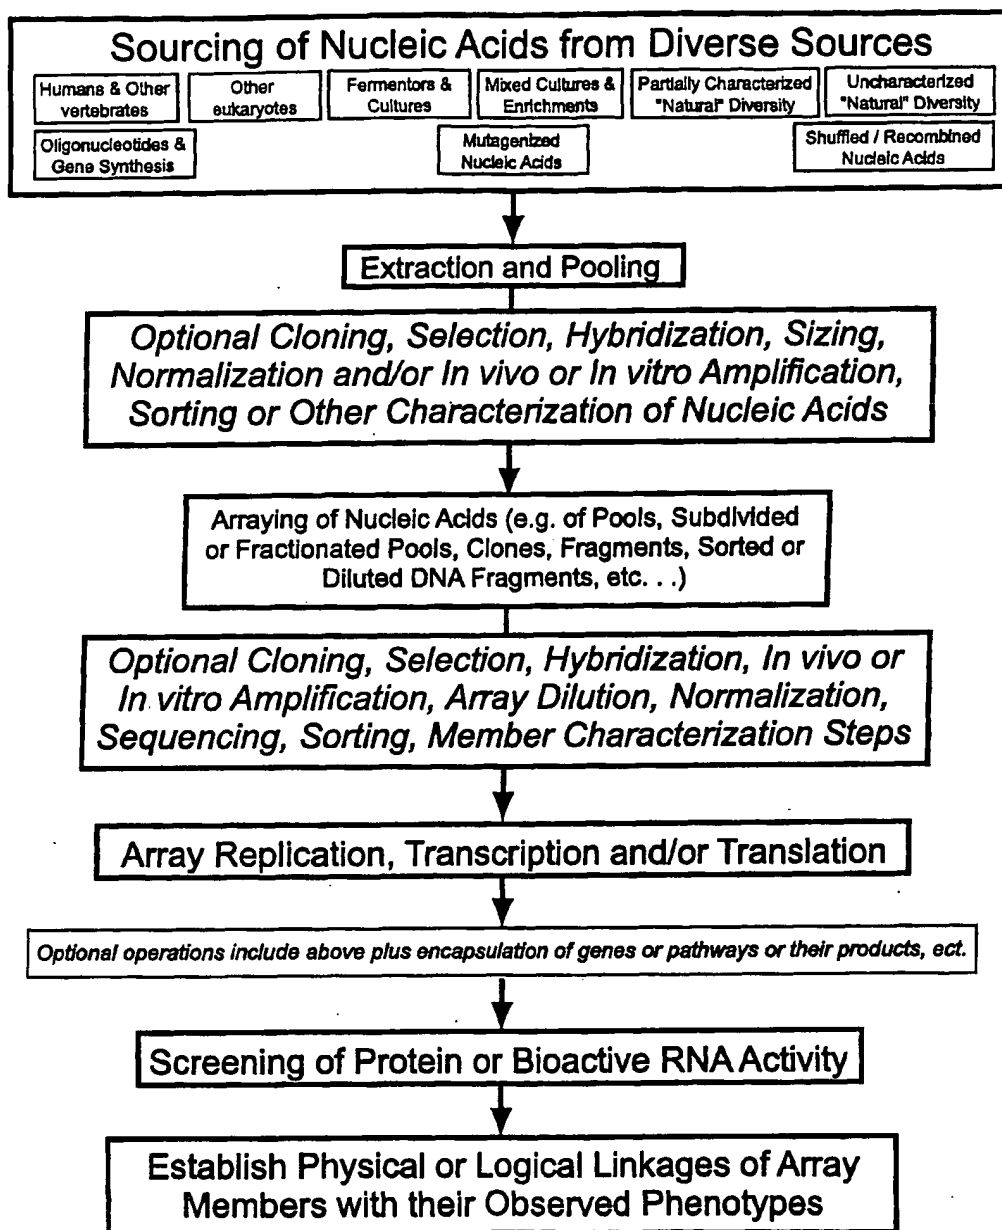 Sourcing of Nucleic Acids from Diverse Sources
Humans & Other
vertebrates
Other
eukaryotes
Fermentors &
Cultures
Mixed Cultures &
Enrichments
Partially Characterized
"Natural" Diversity
Uncharacterized
"Natural" Diversity
Oligonucleotides &
Gene Synthesis
Mutagenized
Nucleic Acids
Shuffled / Recombined
Nucleic Acids
Extraction and Pooling
Optional Cloning, Selection, Hybridization, Sizing,
Normalization and/or In vivo or In vitro Amplification,
Sorting or Other Characterization of Nucleic Acids
Arraying of Nucleic Acids (e.g. of Pools, Subdivided
or Fractionated Pools, Clones, Fragments, Sorted or
Diluted DNA Fragments, etc. . .)
Optional Cloning, Selection, Hybridization, In vivo or
In vitro Amplification, Array Dilution, Normalization,
Sequencing, Sorting, Member Characterization Steps
Array Replication, Transcription and/or Translation
Optional operations include above plus encapsulation of genes or pathways or their products, ect.
Screening of Protein or Bioactive RNA Activity
Establish Physical or Logical Linkages of Array
Members with their Observed Phenotypes